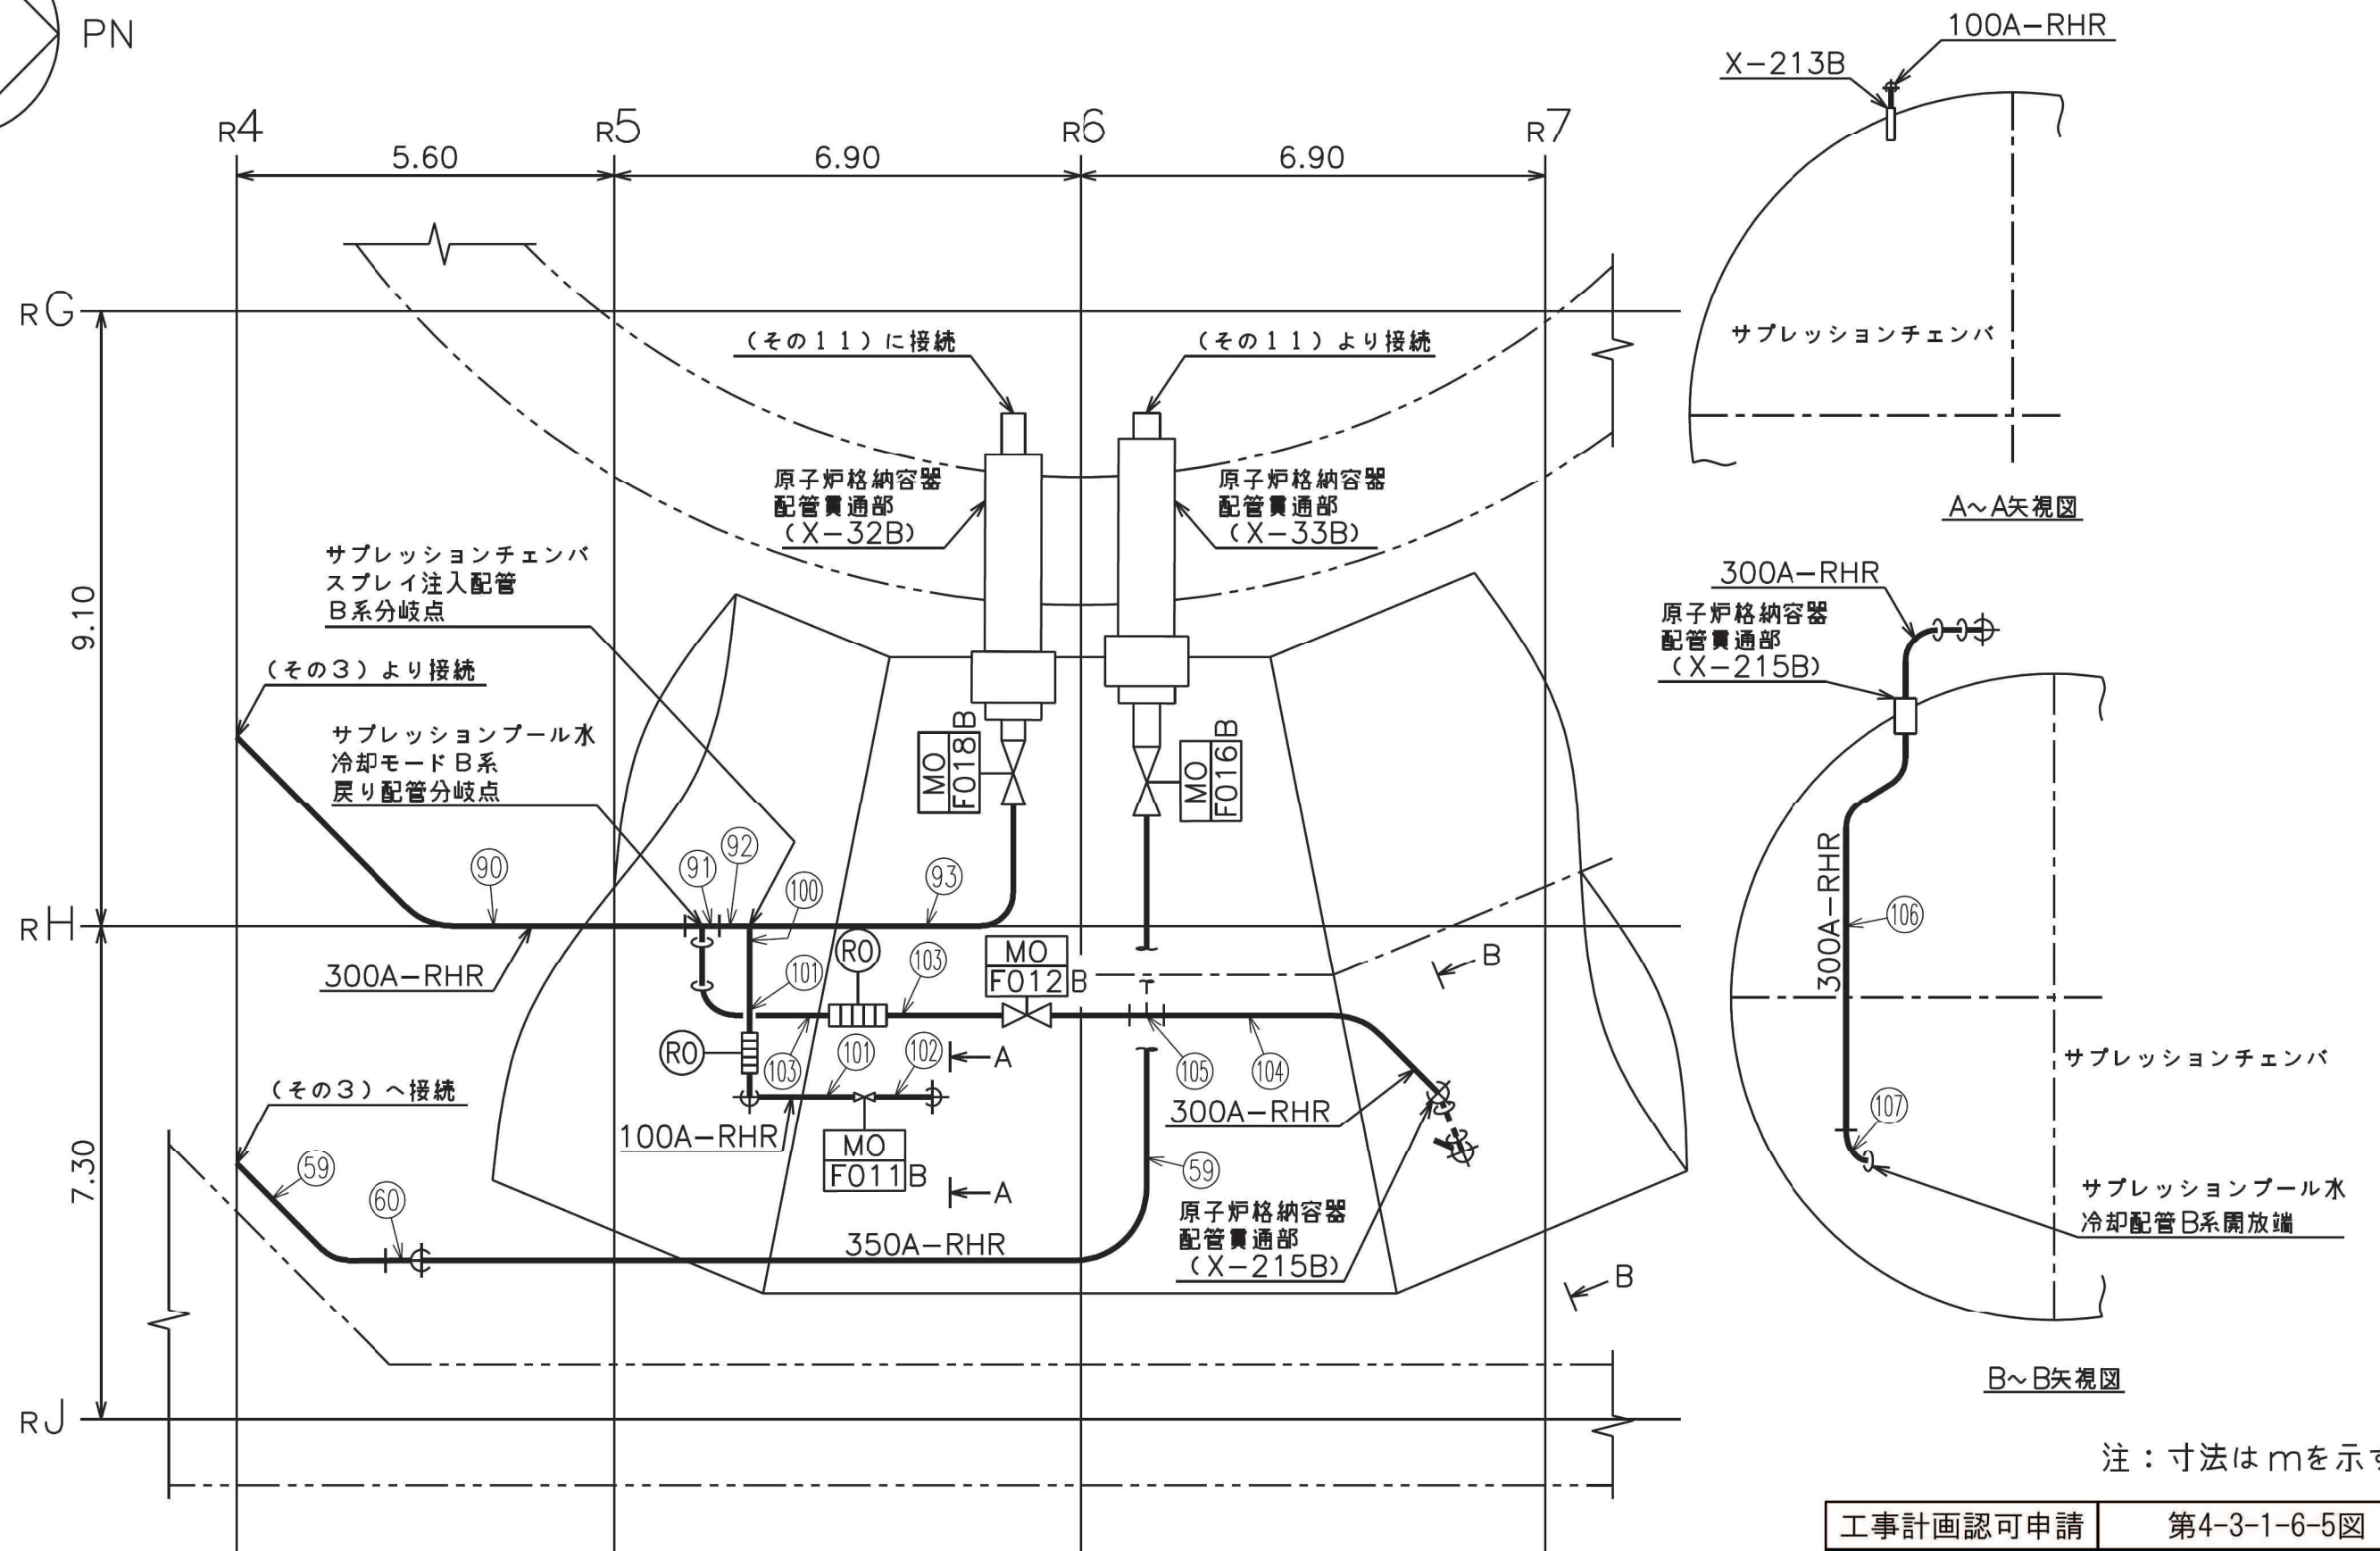 PN
R4
R5
R6
R7
5.60
6.90
6.90
RG
9.10
RH
7.30
RJ
(その11)に接続
(その11)より接続
原子炉格納容器
配管貫通部
(X-32B)
原子炉格納容器
配管貫通部
(X-33B)
サプレッションチェンバ
スプレイ注入配管
B系分岐点
(その3)より接続
サプレッションプール水
冷却モードB系
戻り配管分岐点
MO
F018B
MO
F016B
90
91
92
100
93
300A-RHR
101
RO
103
MO
F012B
B
RO
103
101
102
A
105
104
300A-RHR
(その3)へ接続
100A-RHR
MO
F011B
A
59
60
59
350A-RHR
原子炉格納容器
配管貫通部
(X-215B)
B
100A-RHR
X-213B
サプレッションチェンバ
A~A矢視図
300A-RHR
原子炉格納容器
配管貫通部
(X-215B)
300A-RHR
106
サプレッションチェンバ
107
サプレッションプール水
冷却配管B系開放端
B~B矢視図
注:寸法はmを示す
工事計画認可申請
第4-3-1-6-5図